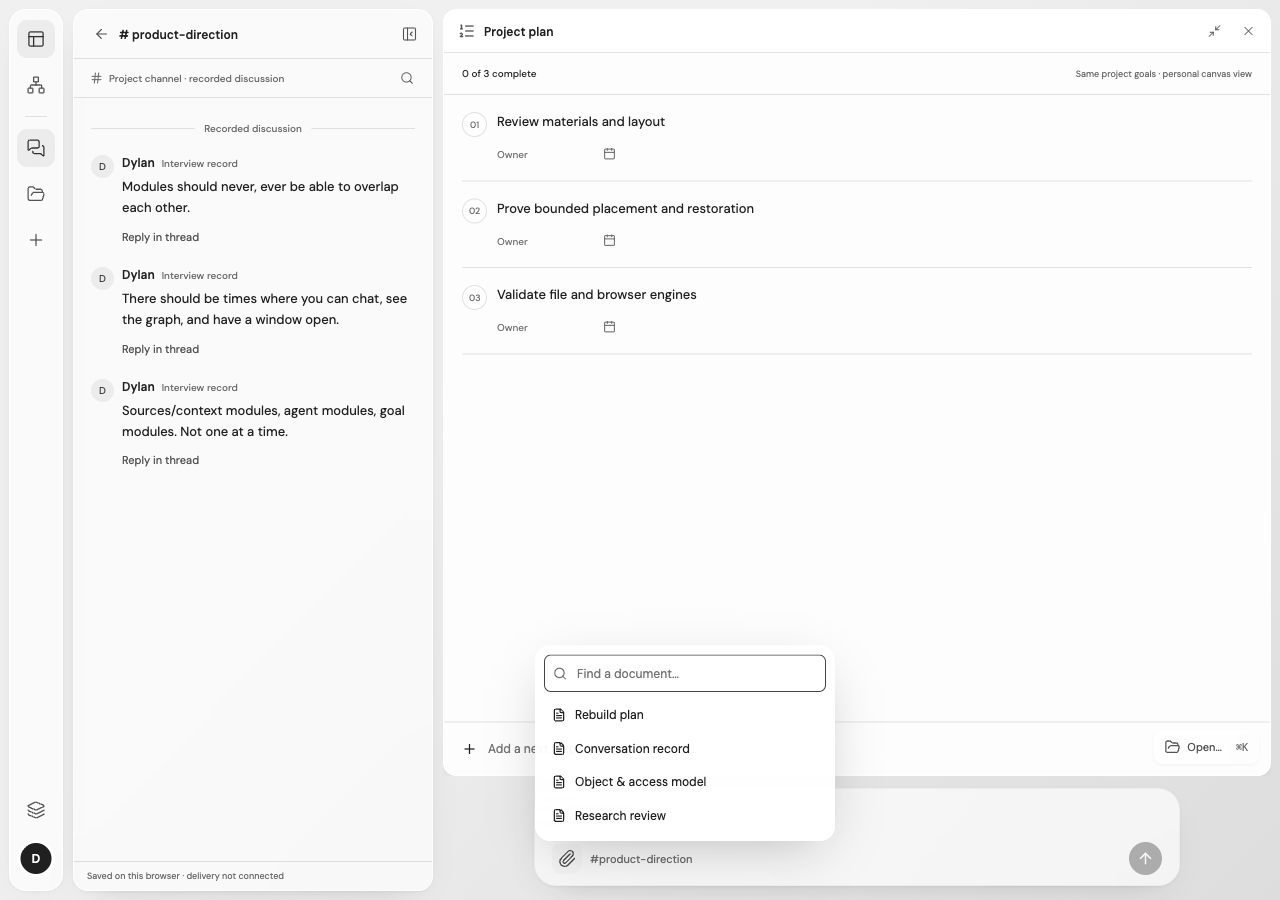 # product-direction
Project channel · recorded discussion
Recorded discussion
D
Dylan Interview record
Modules should never, ever be able to overlap
each other.
Reply in thread
D
Dylan Interview record
There should be times where you can chat, see
the graph, and have a window open.
Reply in thread
D
Dylan Interview record
Sources/context modules, agent modules, goal
modules. Not one at a time.
Reply in thread
Saved on this browser · delivery not connected
D
Project plan
0 of 3 complete
Same project goals · personal canvas view
01 Review materials and layout
Owner
02 Prove bounded placement and restoration
Owner
03 Validate file and browser engines
Owner
Add a ne
Open... ⌘K
Find a document...
Rebuild plan
Conversation record
Object & access model
Research review
#product-direction